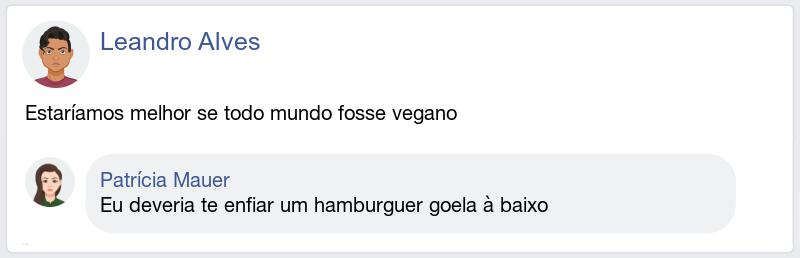 Leandro Alves
Estaríamos melhor se todo mundo fosse vegano
Patrícia Mauer
Eu deveria te enfiar um hamburguer goela à baixo